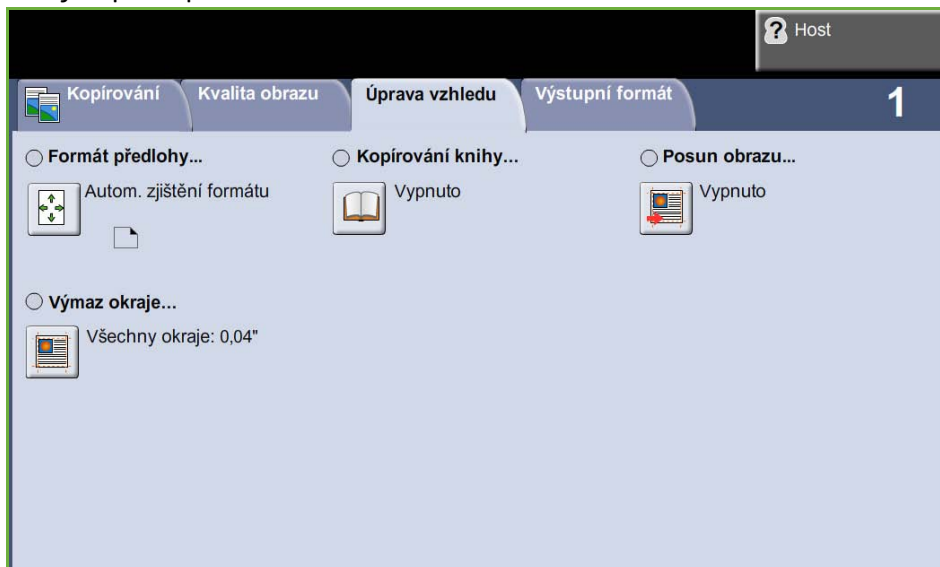 Host
Kopírování
Kvalita obrazu
Úprava vzhledu
Výstupní formát
1
Formát předlohy...
Autom. zjištění formátu
Kopírování knihy...
Vypnuto
Posun obrazu...
Vypnuto
Výmaz okraje...
Všechny okraje: 0,04"